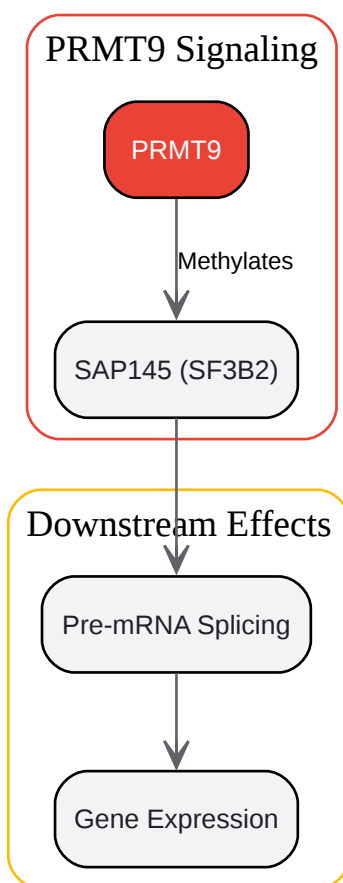 PRMT9 Signaling
PRMT9
Methylates
SAP145 (SF3B2)
Downstream Effects
Pre-mRNA Splicing
Gene Expression